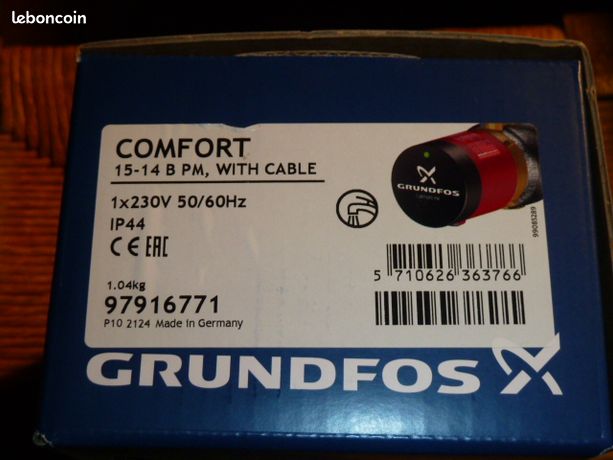 leboncoin
COMFORT
15-14 B PM, WITH CABLE
1x230V 50/60Hz
IP44
CE EAC
GRUNDFOS
99081289
5 710626 363766
1.04kg
97916771
P10 2124 Made in Germany
GRUNDFOS